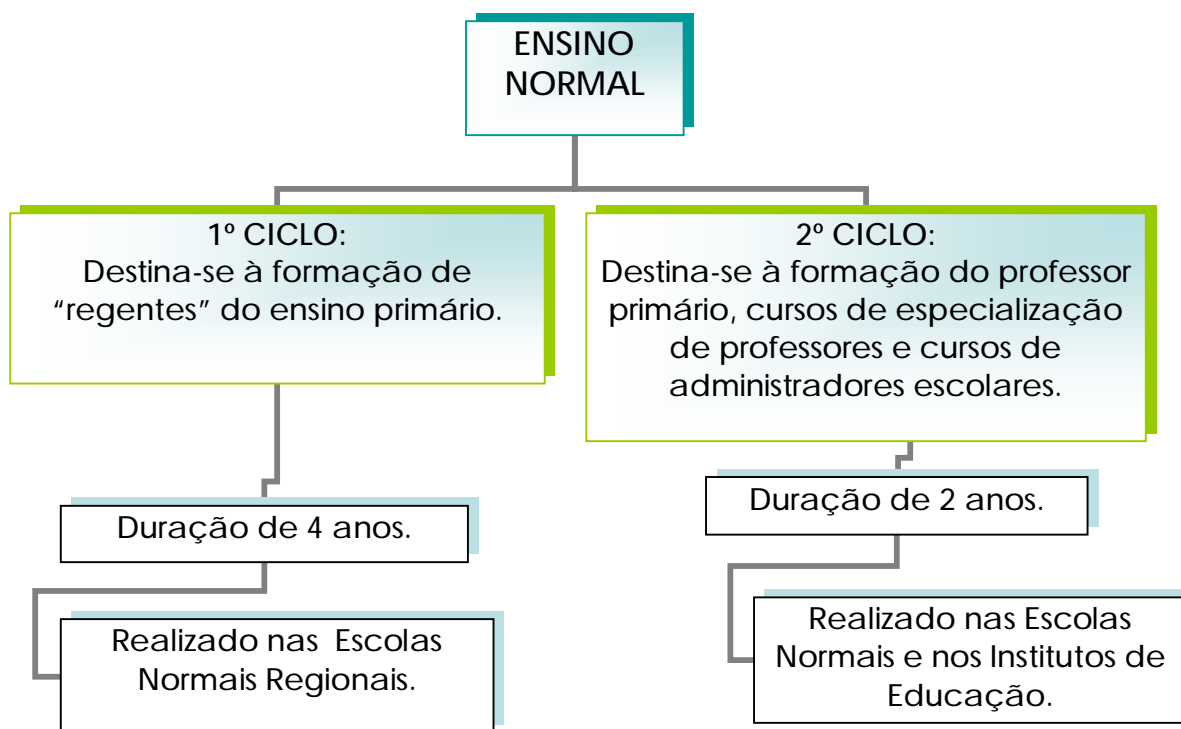 ENSINO
NORMAL
1º CICLO:
Destina-se à formação de
“regentes” do ensino primário.
2º CICLO:
Destina-se à formação do professor
primário, cursos de especialização
de professores e cursos de
administradores escolares.
Duração de 4 anos.
Duração de 2 anos.
Realizado nas Escolas
Normais Regionais.
Realizado nas Escolas
Normais e nos Institutos de
Educação.